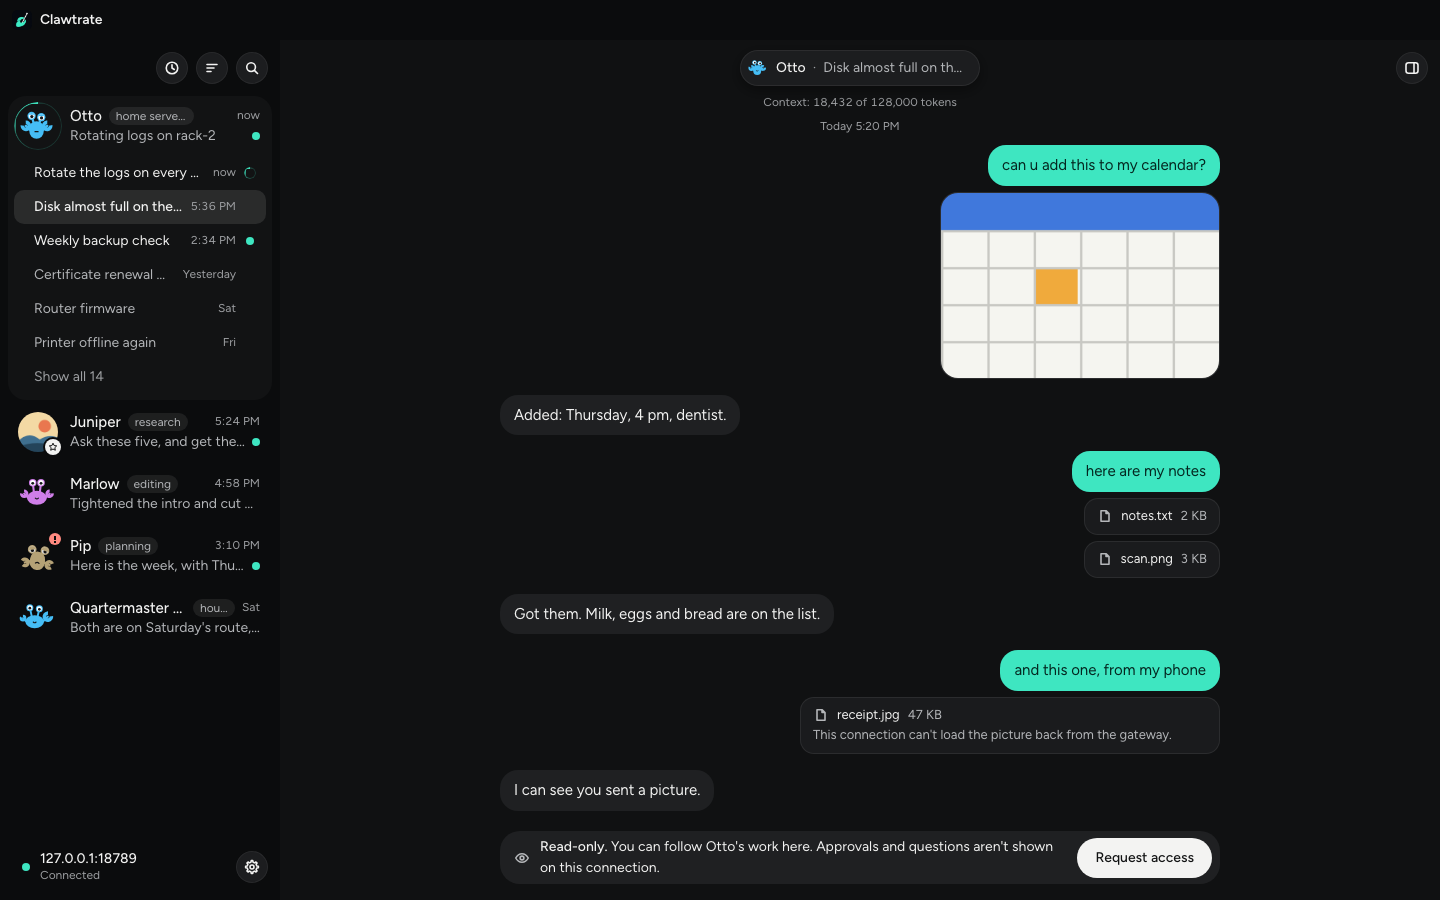 Clawtrate
Otto
home serve...
now
Rotating logs on rack-2
Rotate the logs on every ...
now
Disk almost full on the...
5:36 PM
Weekly backup check
2:34 PM
Certificate renewal ...
Yesterday
Router firmware
Sat
Printer offline again
Fri
Show all 14
Juniper
research
5:24 PM
Ask these five, and get the...
Marlow
editing
4:58 PM
Tightened the intro and cut ...
Pip
planning
3:10 PM
Here is the week, with Thu...
Quartermaster ...
hou...
Sat
Both are on Saturday's route,...
127.0.0.1:18789
Connected
Otto · Disk almost full on th...
Context: 18,432 of 128,000 tokens
Today 5:20 PM
can u add this to my calendar?
Added: Thursday, 4 pm, dentist.
here are my notes
notes.txt 2 KB
scan.png 3 KB
Got them. Milk, eggs and bread are on the list.
and this one, from my phone
receipt.jpg 47 KB
This connection can't load the picture back from the gateway.
I can see you sent a picture.
Read-only. You can follow Otto's work here. Approvals and questions aren't shown
on this connection.
Request access